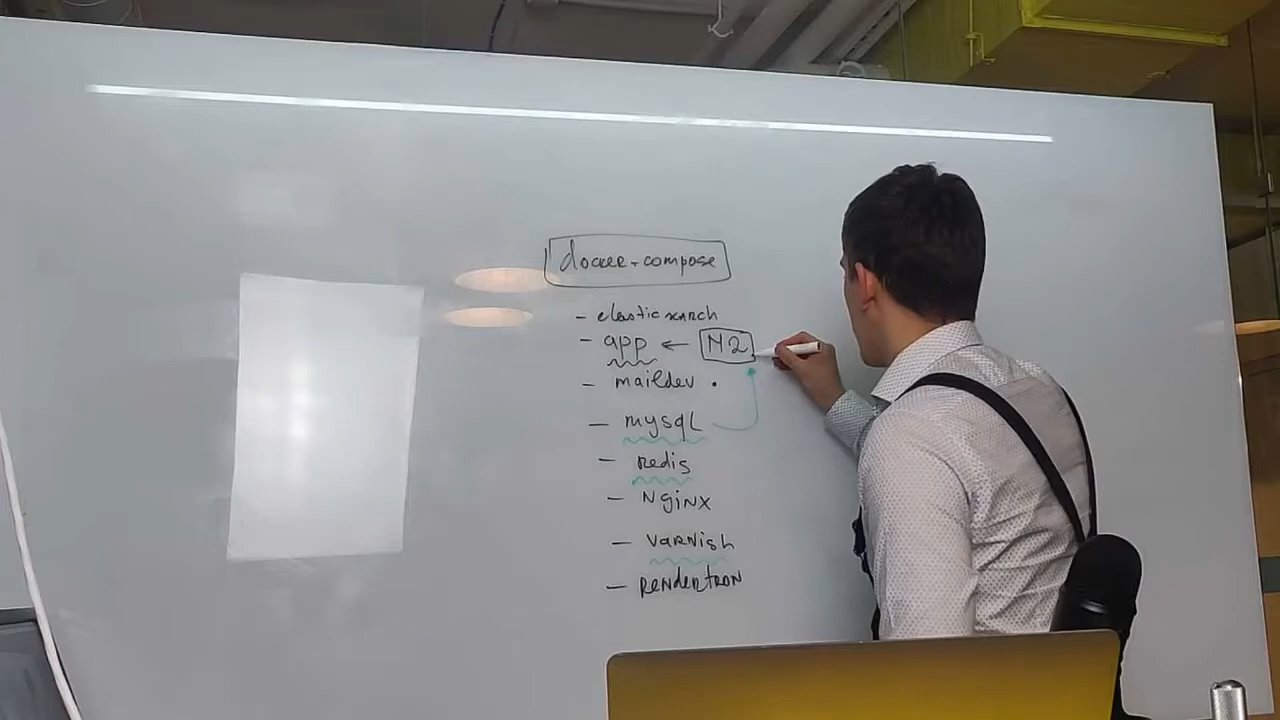 docker-compose
- elastic search
- app ← M2
- maildev .
- mysql
- Redis
- Nginx
- Varnish
- Rendertron